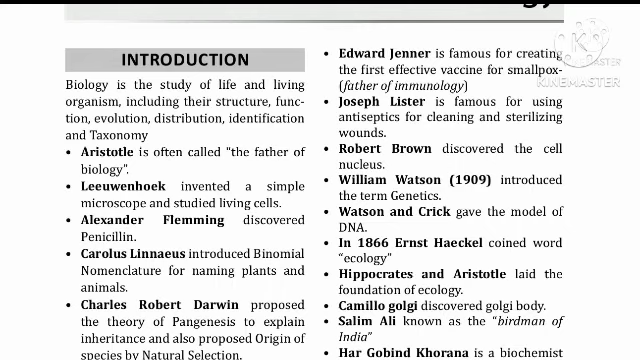 INTRODUCTION
Biology is the study of life and living
organism, including their structure, func-
tion, evolution, distribution, identification
and Taxonomy
• Aristotle is often called "the father of
biology".
• Leeuwenhoek invented a simple
microscope and studied living cells.
• Alexander Flemming discovered
Penicillin.
• Carolus Linnaeus introduced Binomial
Nomenclature for naming plants and
animals.
• Charles Robert Darwin proposed
the theory of Pangenesis to explain
inheritance and also proposed Origin of
species by Natural Selection.
• Edward Jenner is famous for creating
the first effective vaccine for smallpox-
(father of immunology)
• Joseph Lister is famous for using
antiseptics for cleaning and sterilizing
wounds.
• Robert Brown discovered the cell
nucleus.
• William Watson (1909) introduced
the term Genetics.
• Watson and Crick gave the model of
DNA.
• In 1866 Ernst Haeckel coined word
“ecology”
• Hippocrates and Aristotle laid the
foundation of ecology.
• Camillo golgi discovered golgi body.
• Salim Ali known as the “birdman of
India”
• Har Gobind Khorana is a biochemist
KINEMASTER